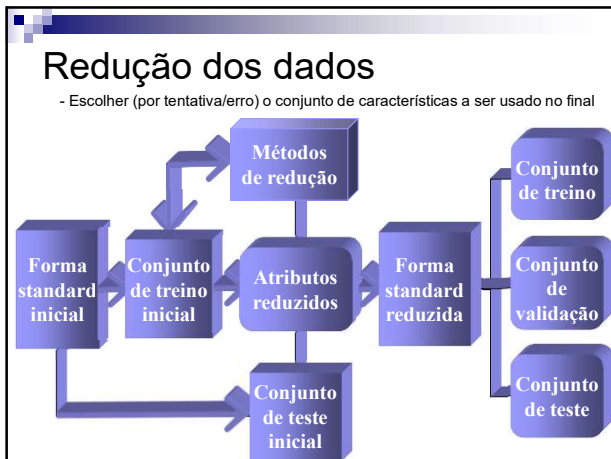 Redução dos dados
- Escolher (por tentativa/erro) o conjunto de características a ser usado no final
Métodos
de redução
Forma
standard
inicial
Conjunto
de treino
inicial
Atributos
reduzidos
Conjunto
de teste
inicial
Forma
standard
reduzida
Conjunto
de treino
Conjunto
de
validação
Conjunto
de teste